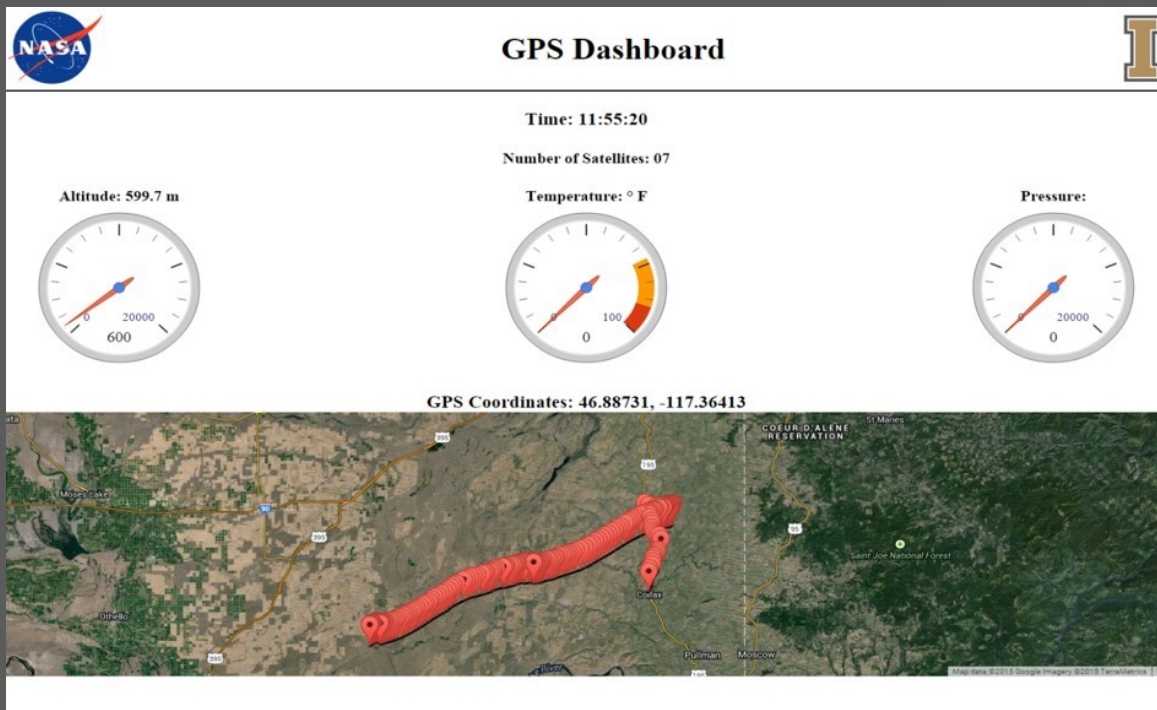 NASA
GPS Dashboard
I
Time: 11:55:20
Number of Satellites: 07
Altitude: 599.7 m
Temperature: ° F
Pressure:
0
20000
600
0
100
0
0
20000
0
GPS Coordinates: 46.88731, -117.36413
395
St Maries
COEUR D'ALENE
RESERVATION
195
Moses Lake
90
395
95
Saint Joe National Forest
Colfax
Othello
395
Pullman
Moscow
River
195
Map data ©2015 Google Imagery ©2015 TerraMetrics